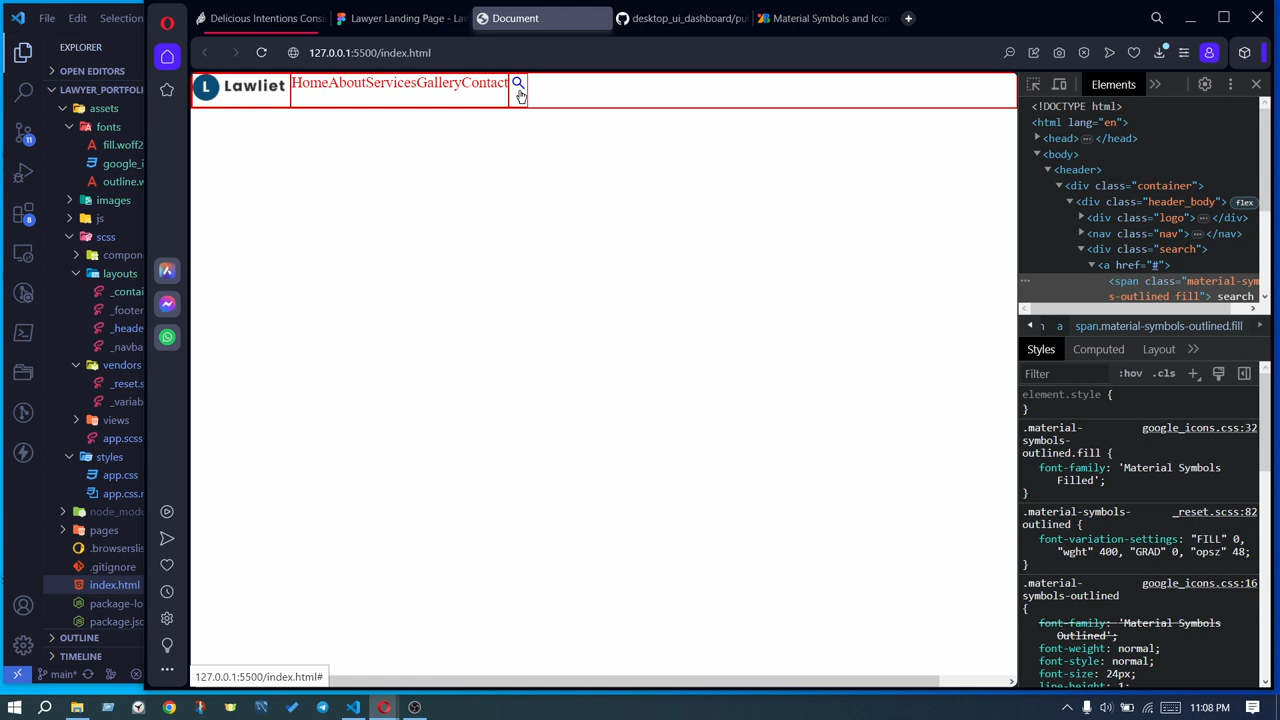 File
Edit
Selection
Delicious Intentions Consi
Lawyer Landing Page - Law
Document
desktop_ui_dashboard/pul
Material Symbols and Icon
127.0.0.1:5500/index.html
EXPLORER
OPEN EDITORS
LAWYER_PORTFOL
assets
fonts
fill.woff2
google_i
outline.w
images
js
scss
compon
layouts
_contai
_footer
_heade
_navba
vendors
_reset.s
_variab
views
app.scss
styles
app.css
app.css.m
node_modu
pages
.browserslis
.gitignore
index.html
package-lo
package.jsc
OUTLINE
TIMELINE
main*
11
8
L Lawliet
HomeAboutServicesGalleryContact
127.0.0.1:5500/index.html#
Elements
<!DOCTYPE html>
<html lang="en">
<head> </head>
<body>
<header>
<div class="container">
<div class="header_body"> flex
<div class="logo"> </div>
<nav class="nav"> </nav>
<div class="search">
<a href="#">
<span class="material-sym
s-outlined fill"> search
a span.material-symbols-outlined.fill
Styles
Computed
Layout
Filter
:hov
.cls
element.style {
}
.material- google_icons.css:32
symbols-
outlined.fill {
font-family: 'Material Symbols
Filled';
}
.material-symbols- _reset.scss:82
outlined {
font-variation-settings: "FILL" 0,
"wght" 400, "GRAD" 0, "opsz" 48;
}
.material- google_icons.css:16
symbols-outlined
{
font-family: 'Material Symbols
Outlined';
font-weight: normal;
font-style: normal;
font-size: 24px;
line-height: 1;
11:08 PM